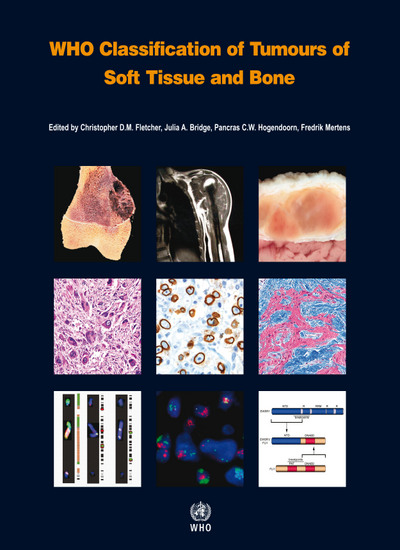 WHO Classification of Tumours of
Soft Tissue and Bone
Edited by Christopher D.M. Fletcher, Julia A. Bridge, Pancras C.W. Hogendoorn, Fredrik Mertens
WHO